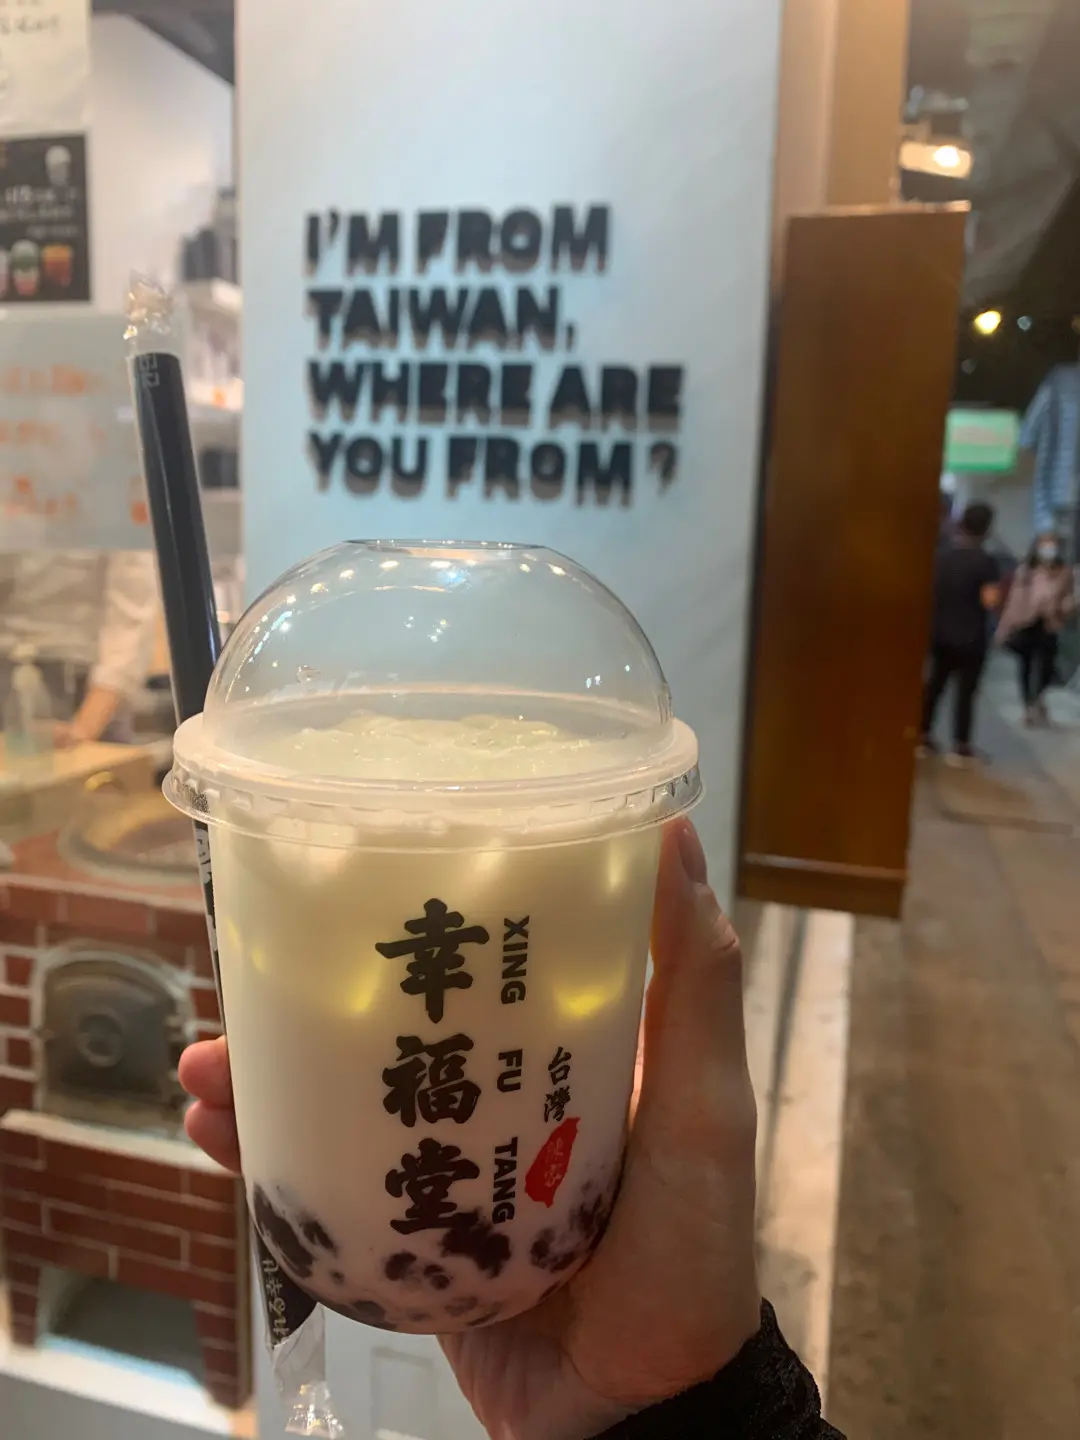 I'M FROM
TAIWAN,
WHERE ARE
YOU FROM?
幸福堂
XING FU TANG
台灣